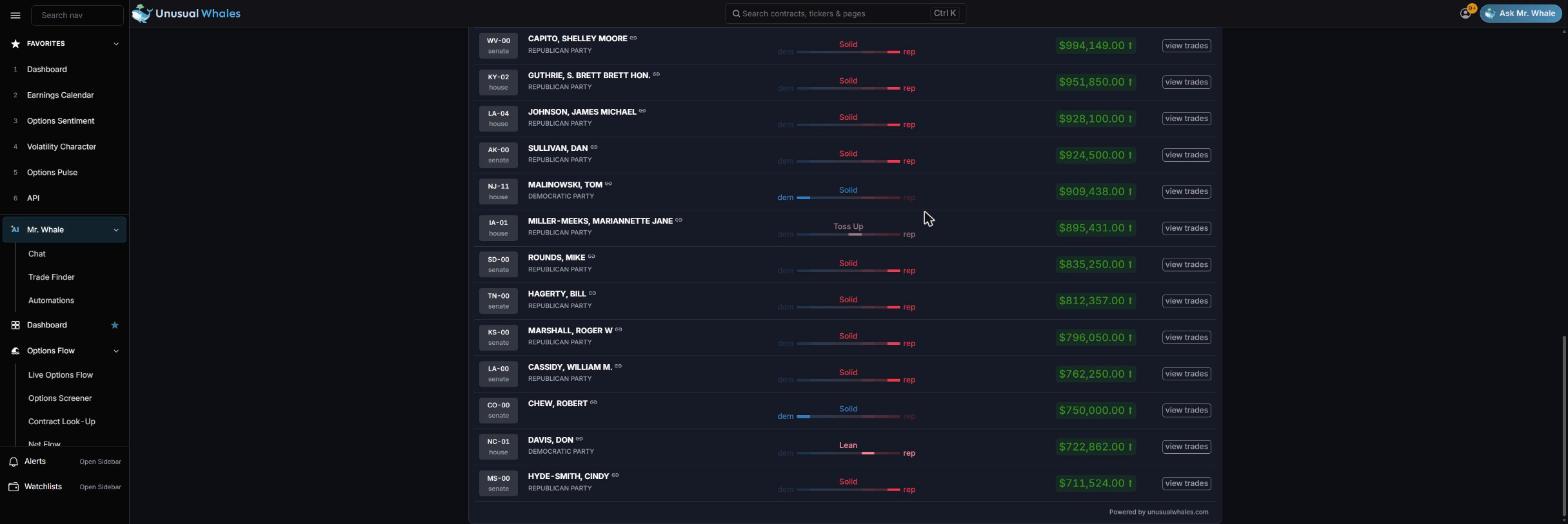 Search nav
Unusual Whales
Search contracts, tickers & pages
Ctrl K
9+
Ask Mr. Whale
FAVORITES
1 Dashboard
2 Earnings Calendar
3 Options Sentiment
4 Volatility Character
5 Options Pulse
6 API
AI Mr. Whale
Chat
Trade Finder
Automations
Dashboard
Options Flow
Live Options Flow
Options Screener
Contract Look-Up
Net Flow
Alerts Open Sidebar
Watchlists Open Sidebar
WV-00 CAPITO, SHELLEY MOORE Solid
senate REPUBLICAN PARTY dem rep $994,149.00 view trades
KY-02 GUTHRIE, S. BRETT BRETT HON. Solid
house REPUBLICAN PARTY dem rep $951,850.00 view trades
LA-04 JOHNSON, JAMES MICHAEL Solid
house REPUBLICAN PARTY dem rep $928,100.00 view trades
AK-00 SULLIVAN, DAN Solid
senate REPUBLICAN PARTY dem rep $924,500.00 view trades
NJ-11 MALINOWSKI, TOM Solid
house DEMOCRATIC PARTY dem rep $909,438.00 view trades
IA-01 MILLER-MEEKS, MARIANNETTE JANE Toss Up
house REPUBLICAN PARTY dem rep $895,431.00 view trades
SD-00 ROUNDS, MIKE Solid
senate REPUBLICAN PARTY dem rep $835,250.00 view trades
TN-00 HAGERTY, BILL Solid
senate REPUBLICAN PARTY dem rep $812,357.00 view trades
KS-00 MARSHALL, ROGER W Solid
senate REPUBLICAN PARTY dem rep $796,050.00 view trades
LA-00 CASSIDY, WILLIAM M. Solid
senate REPUBLICAN PARTY dem rep $762,250.00 view trades
CO-00 CHEW, ROBERT Solid
senate dem rep $750,000.00 view trades
NC-01 DAVIS, DON Lean
house DEMOCRATIC PARTY dem rep $722,862.00 view trades
MS-00 HYDE-SMITH, CINDY Solid
senate REPUBLICAN PARTY dem rep $711,524.00 view trades
Powered by unusualwhales.com